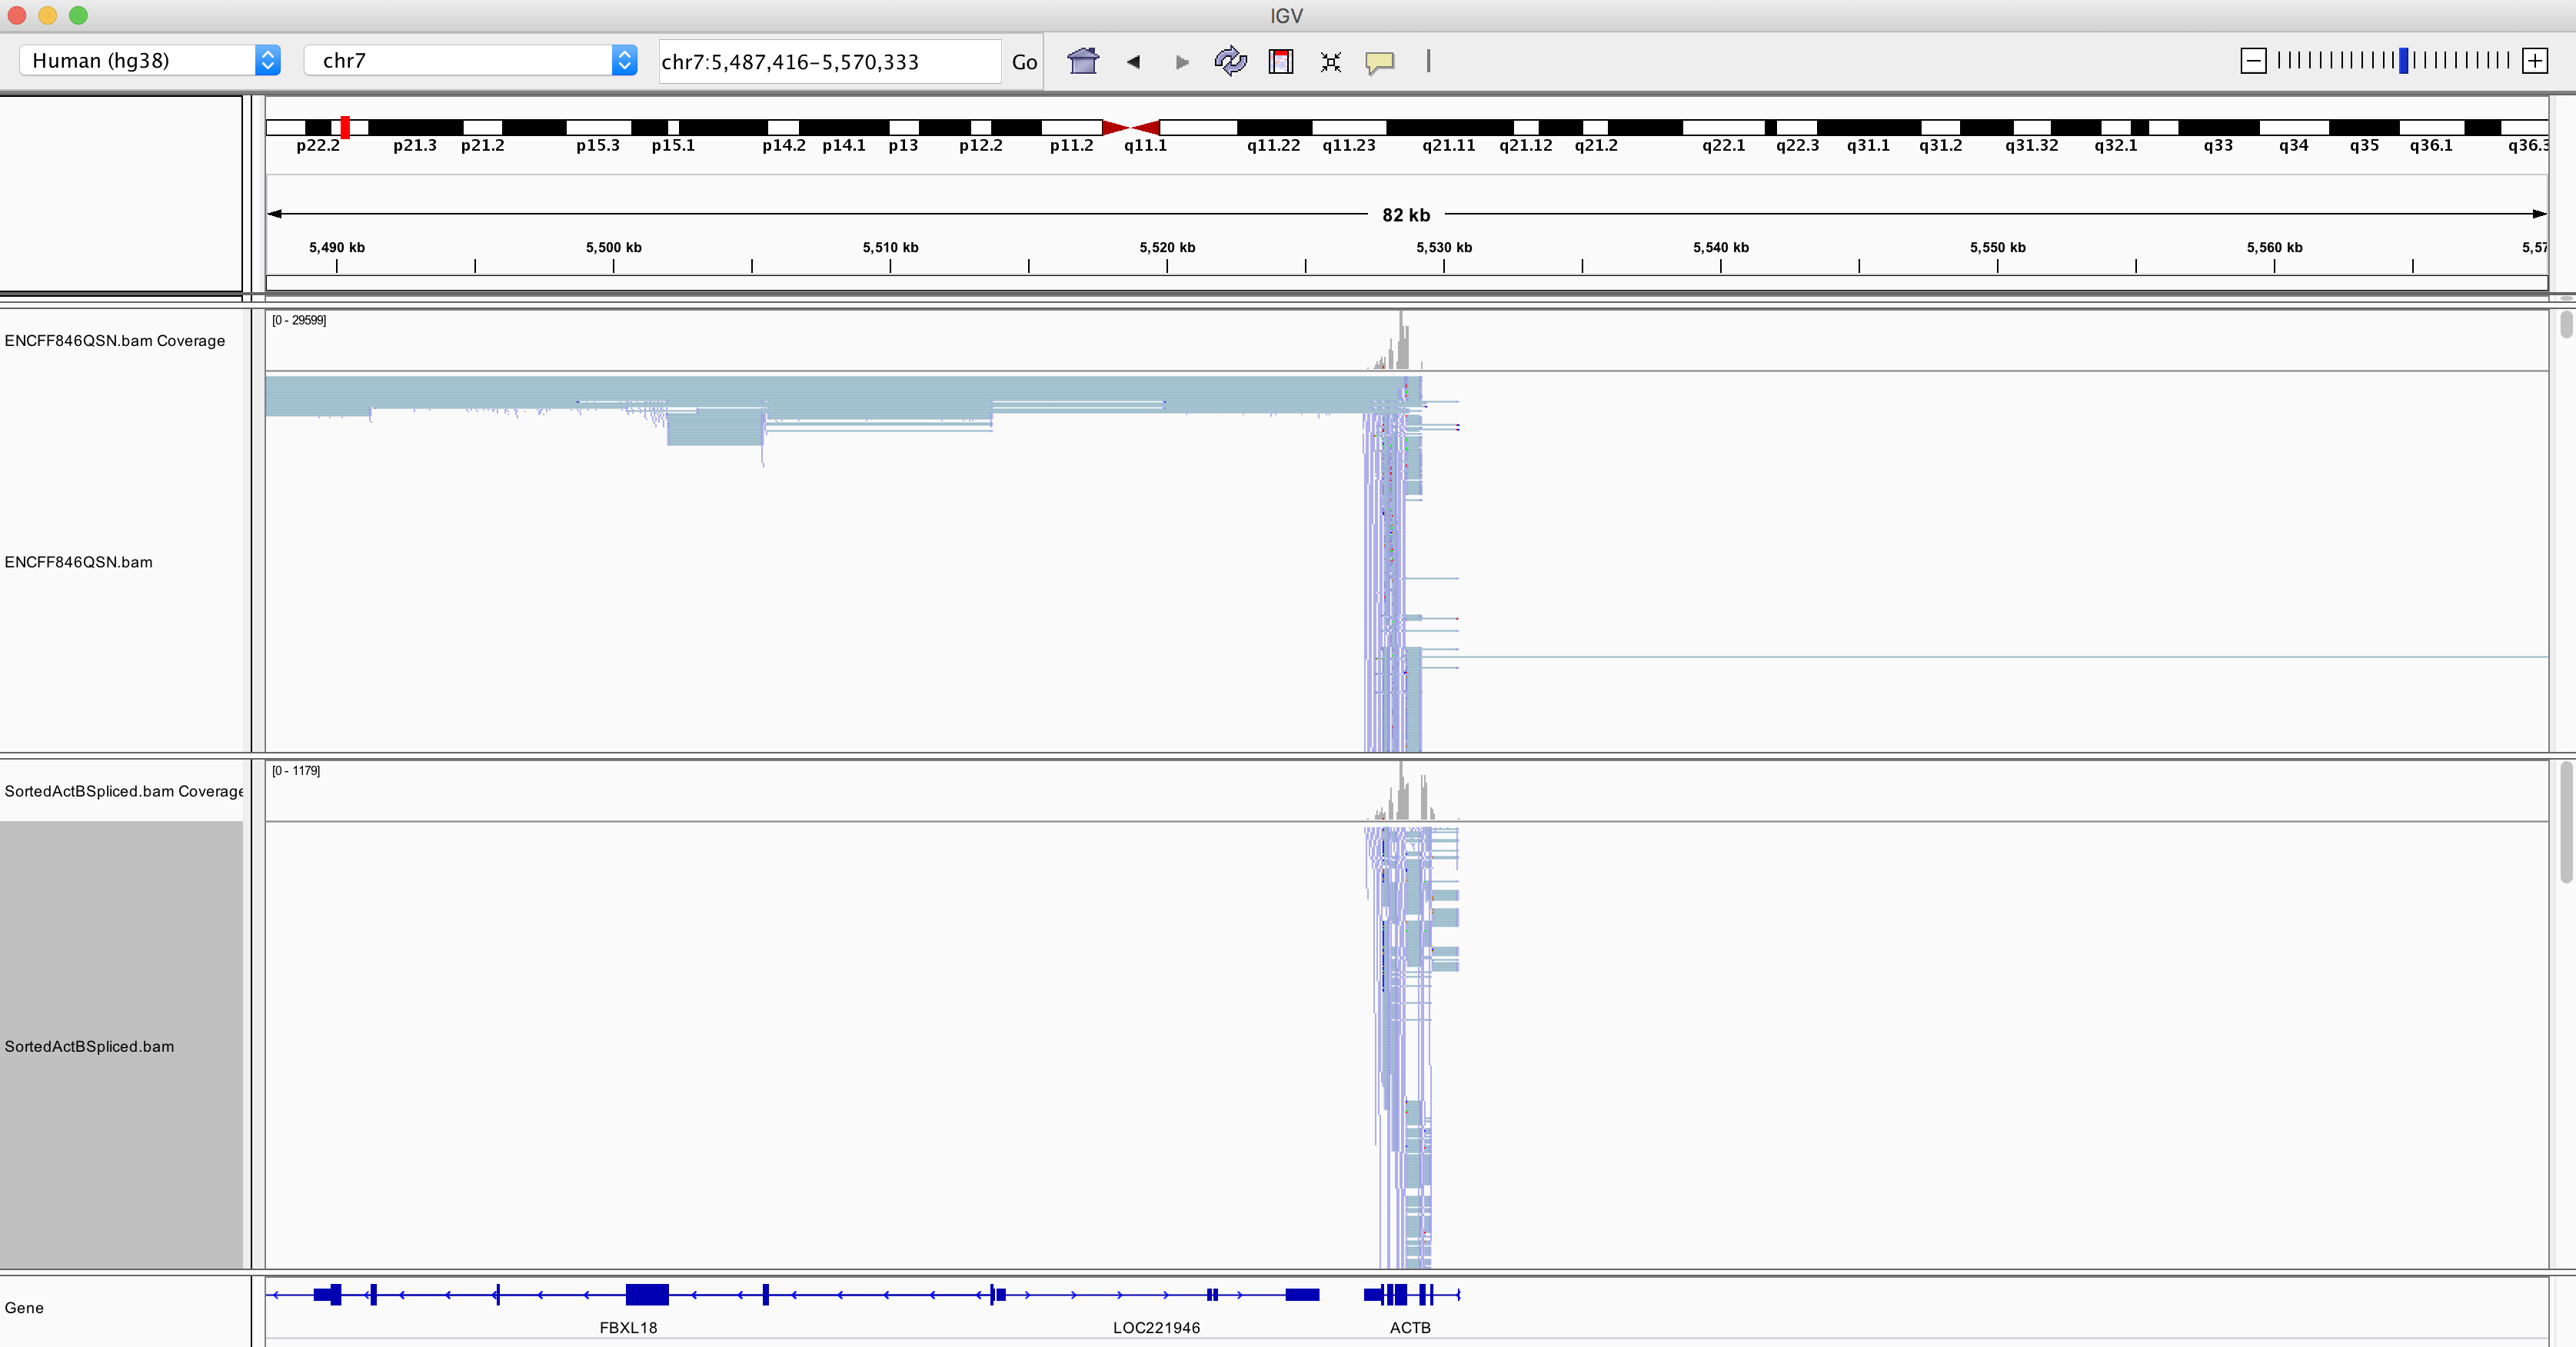 IGV
Human (hg38) chr7 chr7:5,487,416-5,570,333 Go
p22.2 p21.3 p21.2 p15.3 p15.1 p14.2 p14.1 p13 p12.2 p11.2 q11.1 q11.22 q11.23 q21.11 q21.12 q21.2 q22.1 q22.3 q31.1 q31.2 q31.32 q32.1 q33 q34 q35 q36.1 q36.3
82 kb
5,490 kb 5,500 kb 5,510 kb 5,520 kb 5,530 kb 5,540 kb 5,550 kb 5,560 kb 5,57
[0 - 29599]
ENCFF846QSN.bam Coverage
ENCFF846QSN.bam
[0 - 1179]
SortedActBSpliced.bam Coverage
SortedActBSpliced.bam
Gene
FBXL18 LOC221946 ACTB